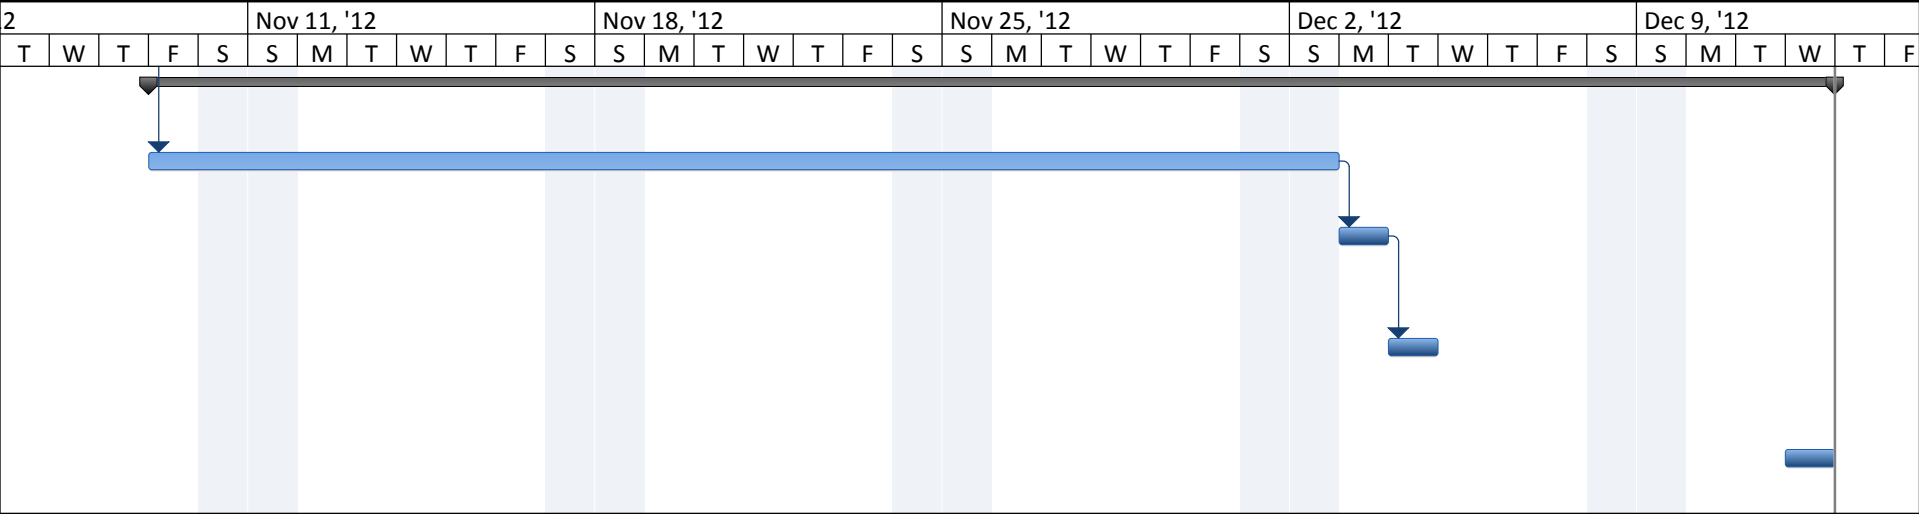 .2 Nov 11, '12 Nov 18, '12 Nov 25, '12 Dec 2, '12 Dec 9, '12
T W T F S S M T W T F S S M T W T F S S M T W T F S S M T W T F S S M T W T F